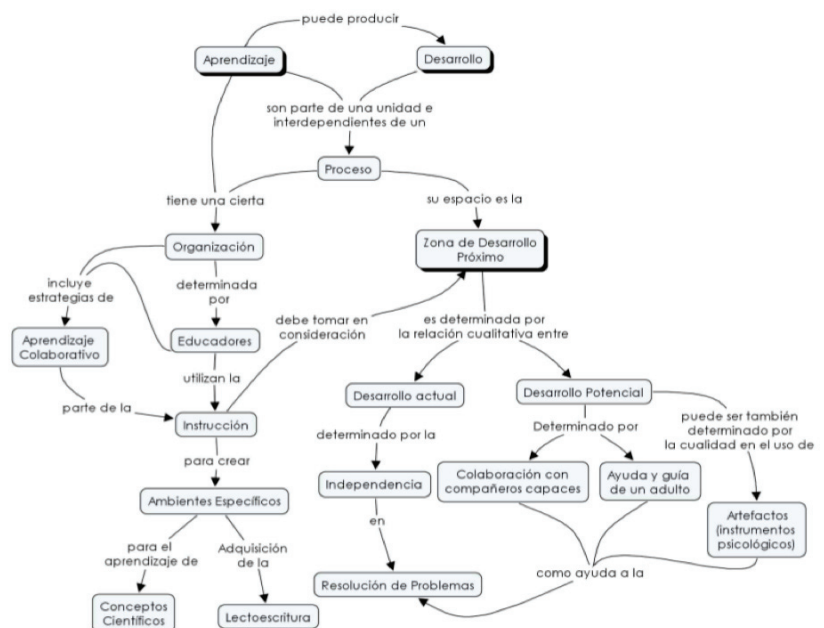 puede producir
Aprendizaje
Desarrollo
son parte de una unidad e
interdependientes de un
Proceso
tiene una cierta
su espacio es la
Organización
Zona de Desarrollo
Próximo
incluye
estrategias de
determinada
por
debe tomar en
consideración
es determinada por
la relación cualitativa entre
Aprendizaje
Colaborativo
Educadores
utilizan la
Desarrollo actual
Desarrollo Potencial
parte de la
Instrucción
determinado por la
Determinado por
puede ser también
determinado por
la cualidad en el uso de
para crear
Independencia
Colaboración con
compañeros capaces
Ayuda y guía
de un adulto
Ambientes Específicos
en
Artefactos
(instrumentos
psicológicos)
para el
aprendizaje de
Adquisición
de la
como ayuda a la
Resolución de Problemas
Conceptos
Científicos
Lectoescritura